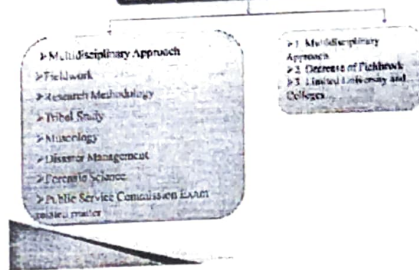 ➢Multidisciplinary Approach
➢Fieldwork
➢Research Methodology
➢Tribal Study
➢Museology
➢Disaster Management
➢Forensic Science
➢Public Service Commission Exam
related matter
➢1. Multidisciplinary
Approach
➢2. Decrease of Fieldwork
➢3. Limited University and
Colleges